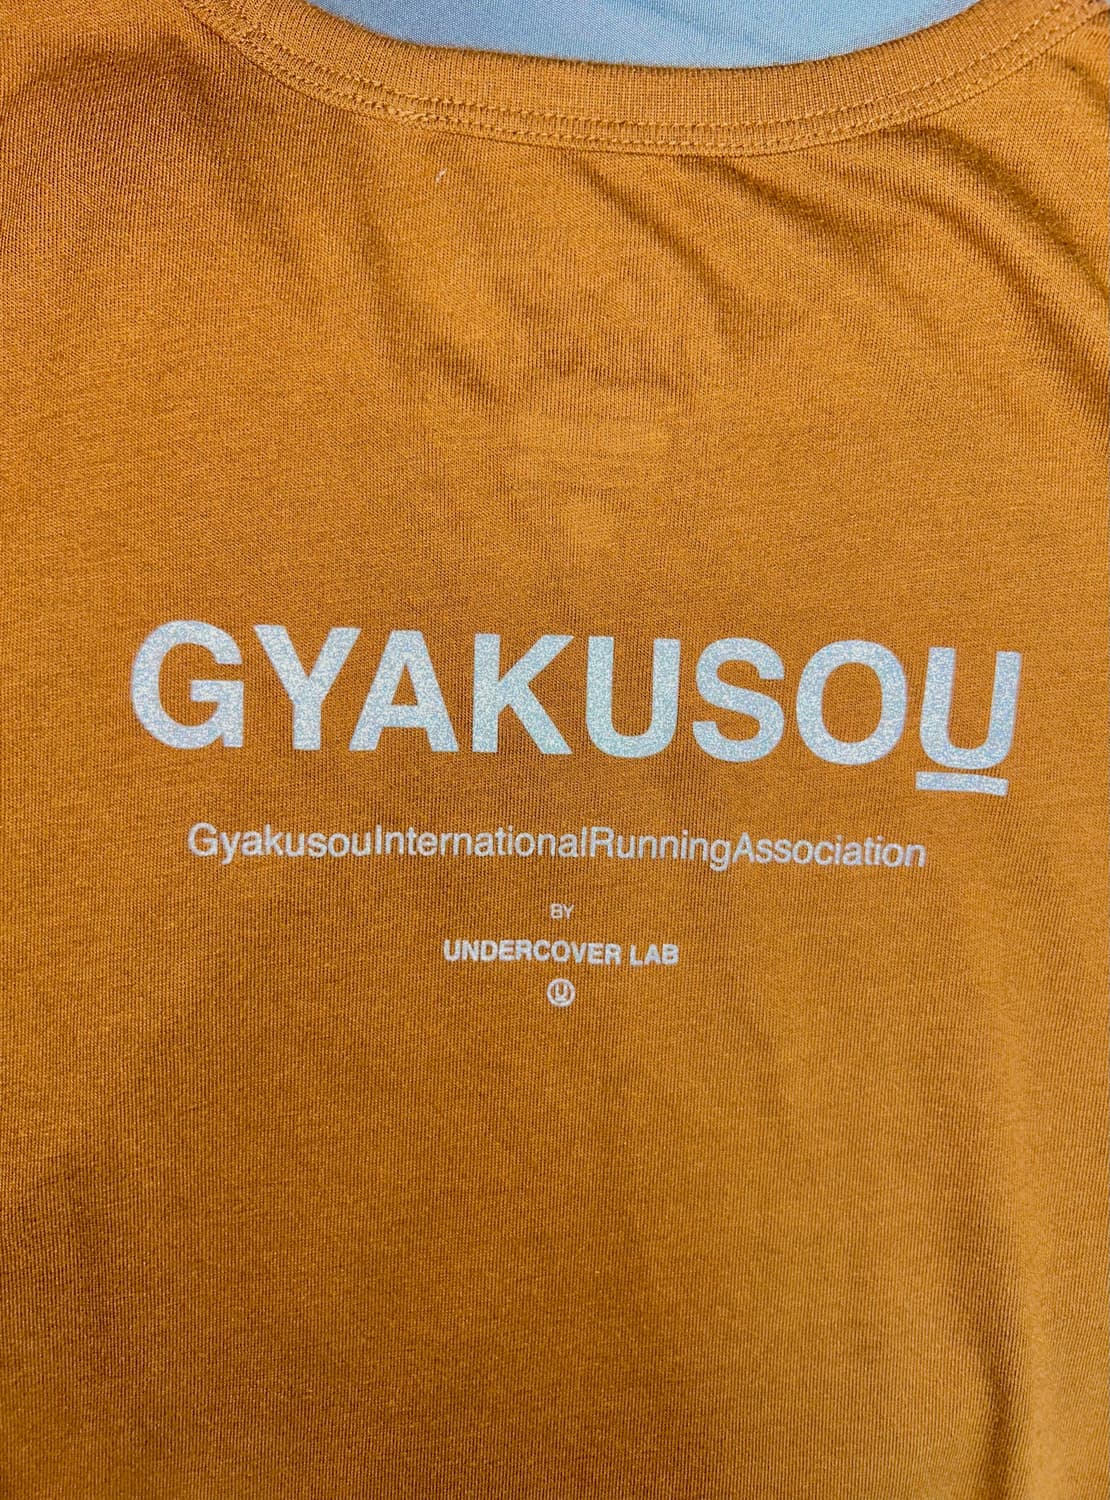 GYAKUSOU
GyakusouInternationalRunningAssociation
BY
UNDERCOVER LAB
U